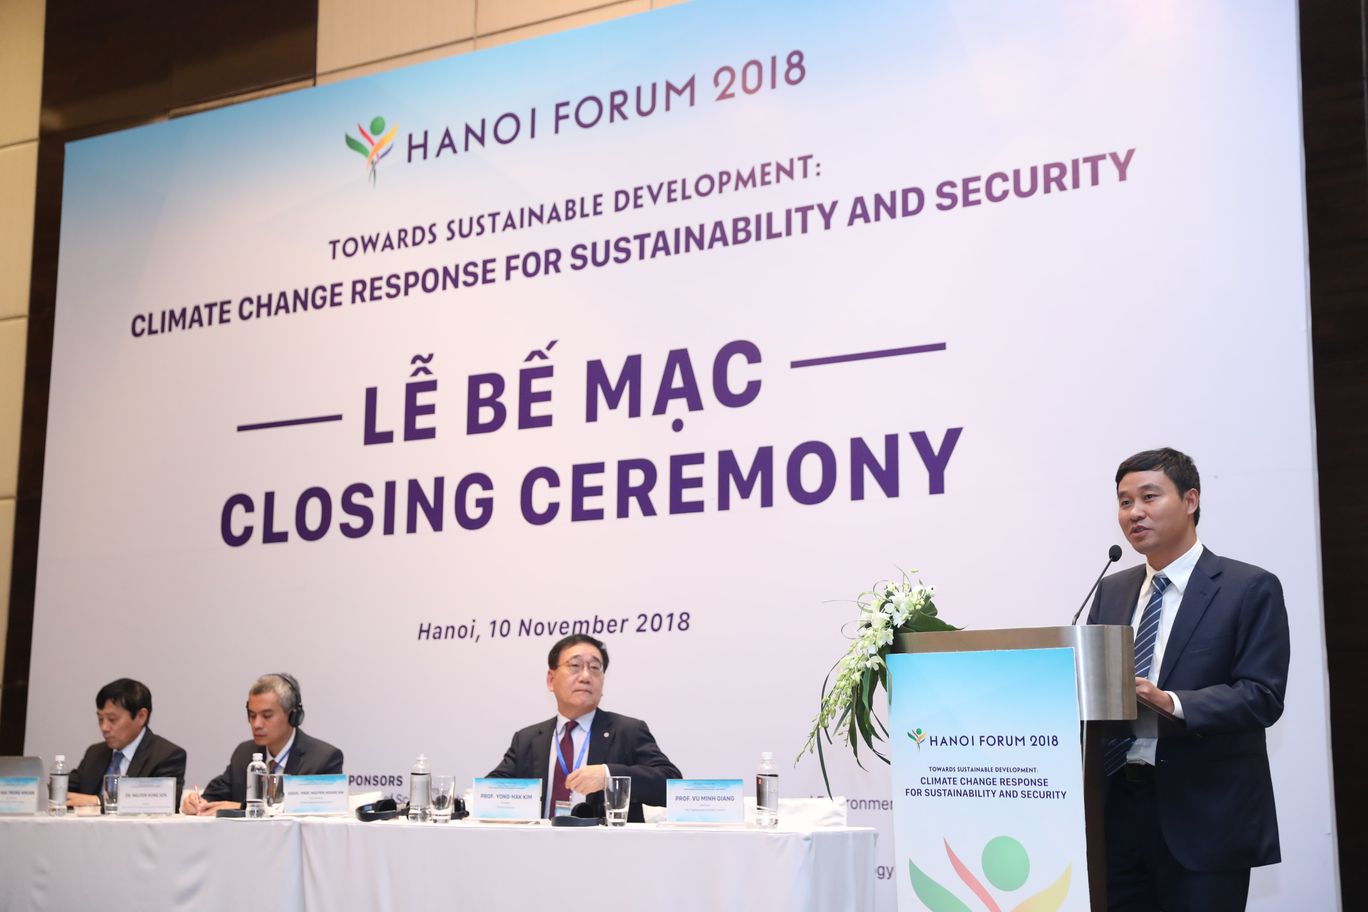 HANOI FORUM 2018
TOWARDS SUSTAINABLE DEVELOPMENT:
CLIMATE CHANGE RESPONSE FOR SUSTAINABILITY AND SECURITY
LỄ BẾ MẠC
CLOSING CEREMONY
Hanoi, 10 November 2018
PONSORS
PROF. YONG-HAK KIM
PROF. VU MINH GIANG
HANOI FORUM 2018
TOWARDS SUSTAINABLE DEVELOPMENT:
CLIMATE CHANGE RESPONSE
FOR SUSTAINABILITY AND SECURITY